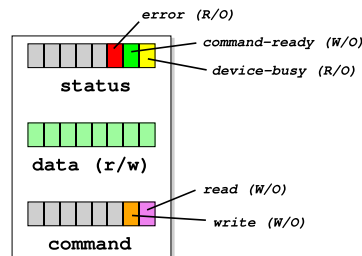 error (R/O)
command-ready (W/O)
device-busy (R/O)
status
data (r/w)
read (W/O)
write (W/O)
command